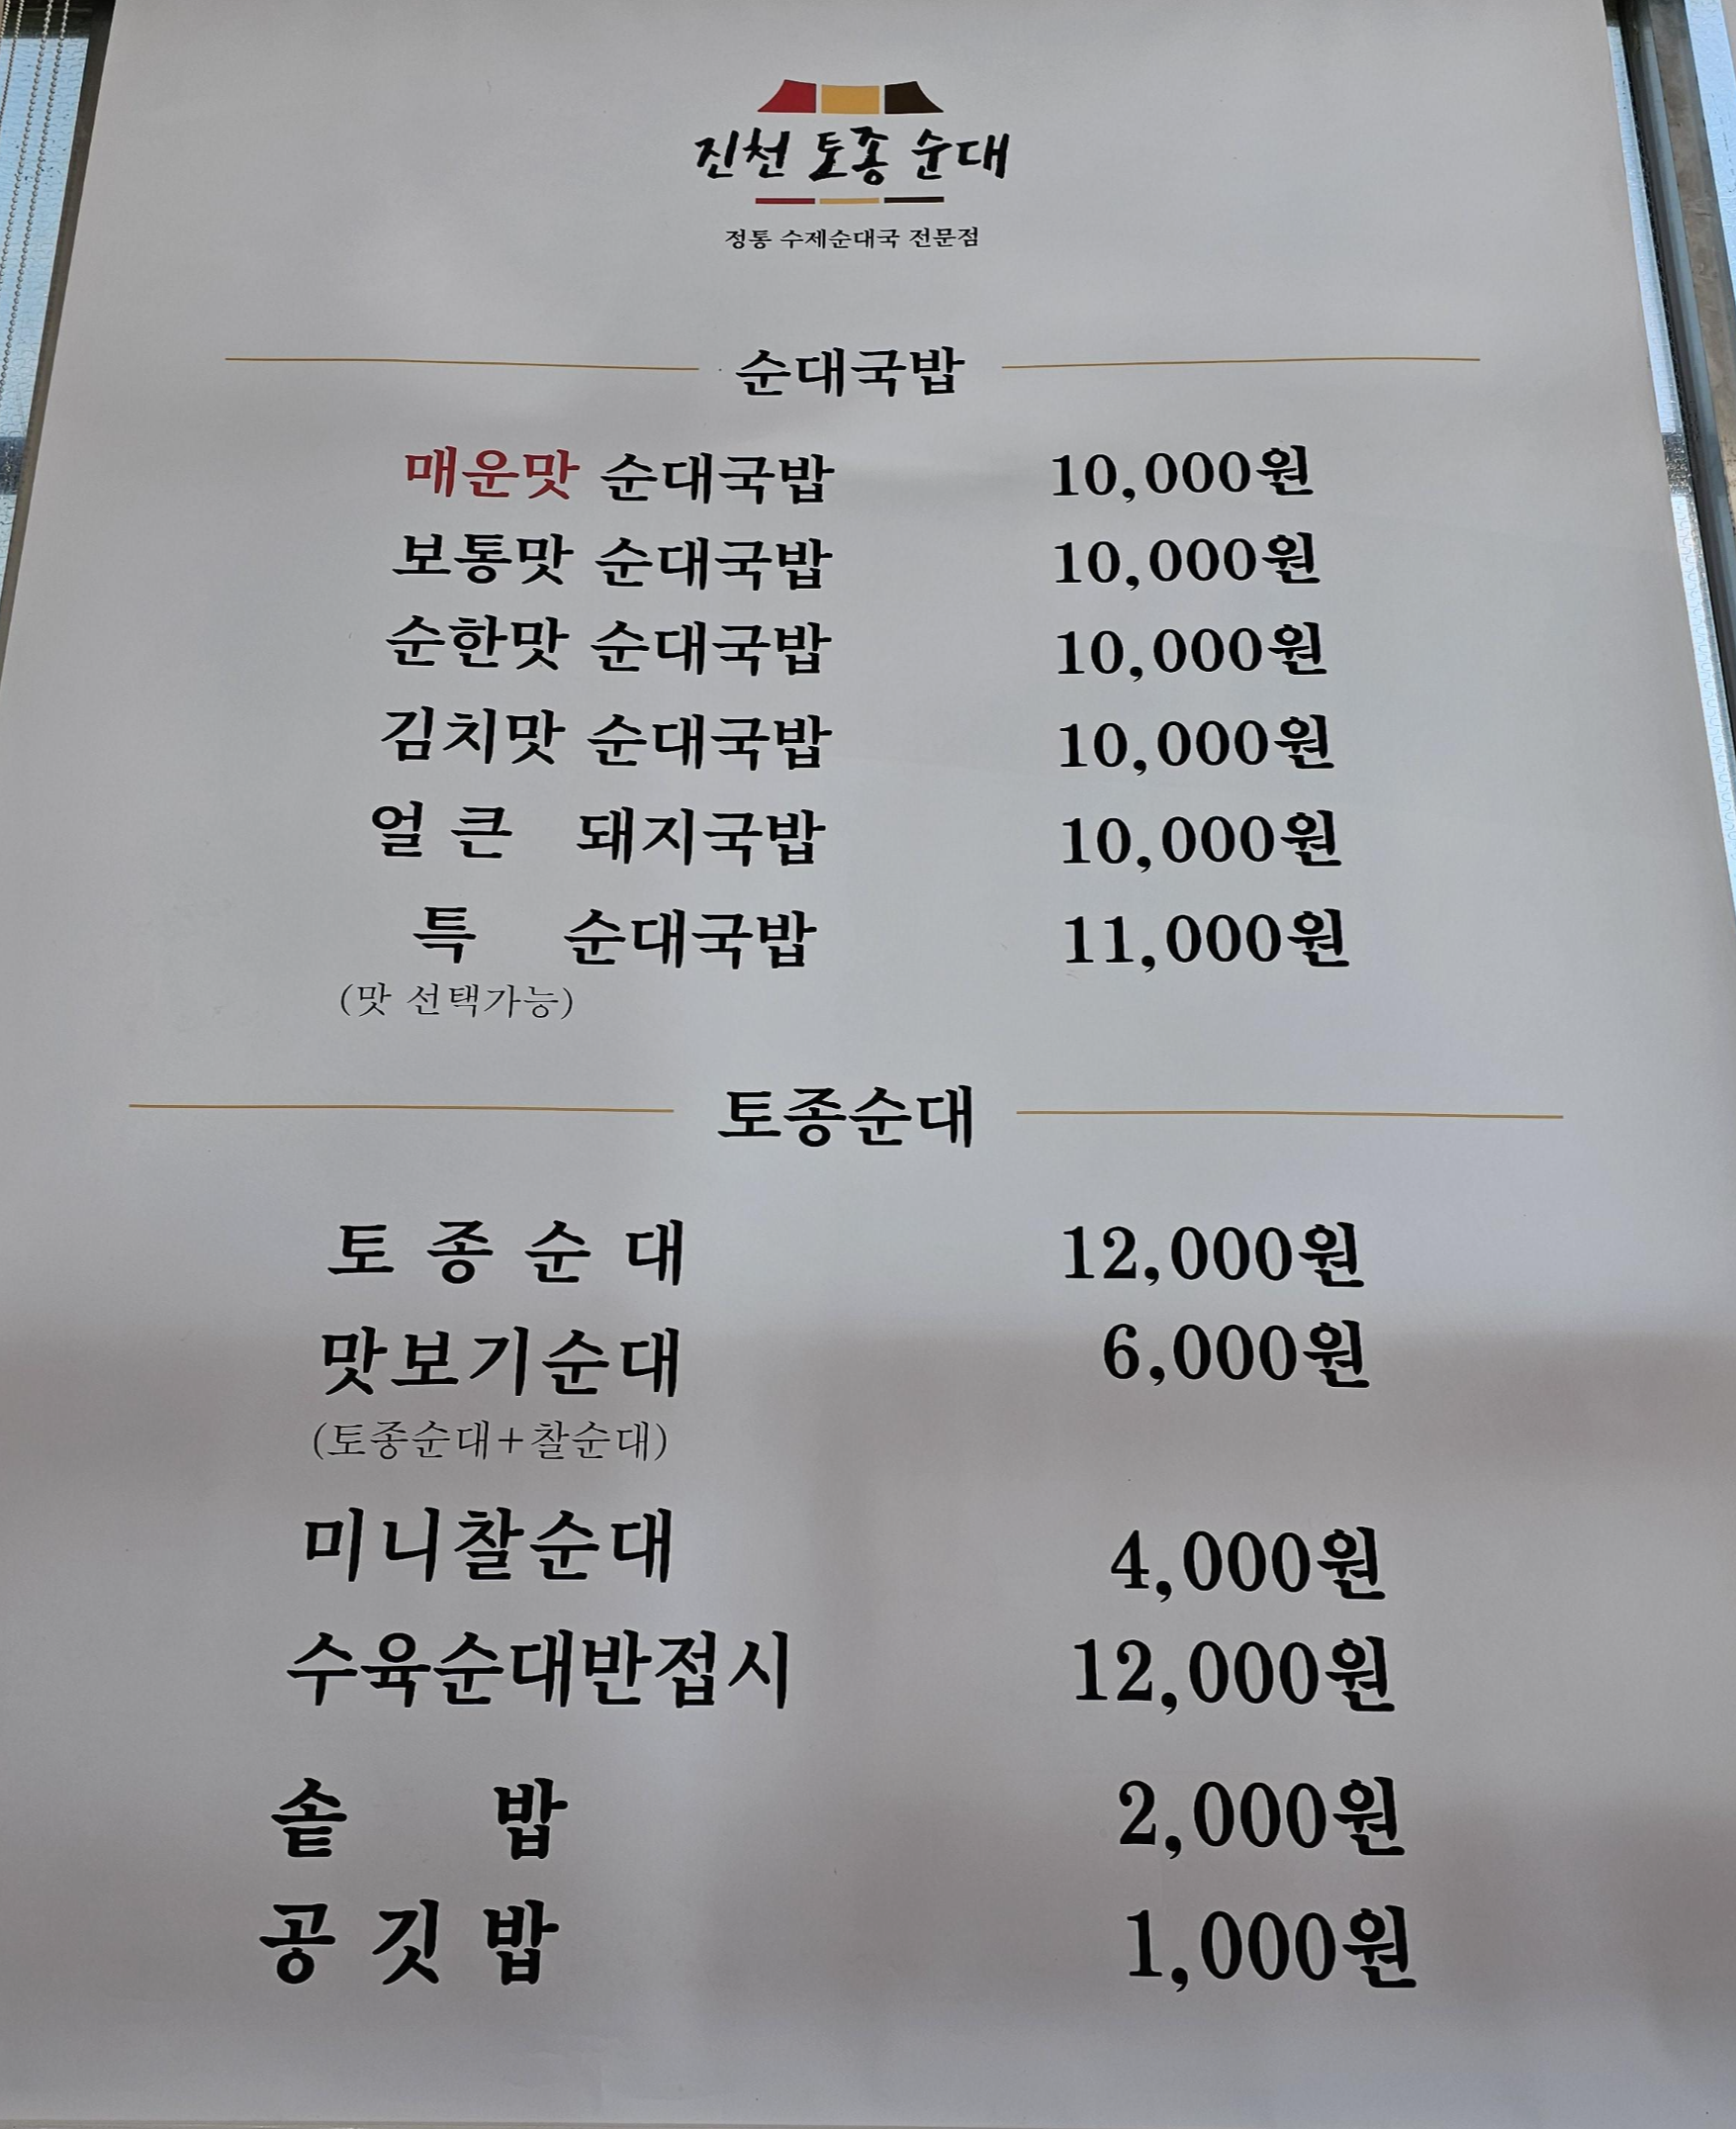 진천 토종 순대
정통 수제순대국 전문점
순대국밥
매운맛 순대국밥 10,000원
보통맛 순대국밥 10,000원
순한맛 순대국밥 10,000원
김치맛 순대국밥 10,000원
얼큰 돼지국밥 10,000원
특 순대국밥 11,000원
(맛 선택가능)
토종순대
토종순대 12,000원
맛보기순대 6,000원
(토종순대+찰순대)
미니찰순대 4,000원
수육순대반접시 12,000원
솥밥 2,000원
공깃밥 1,000원